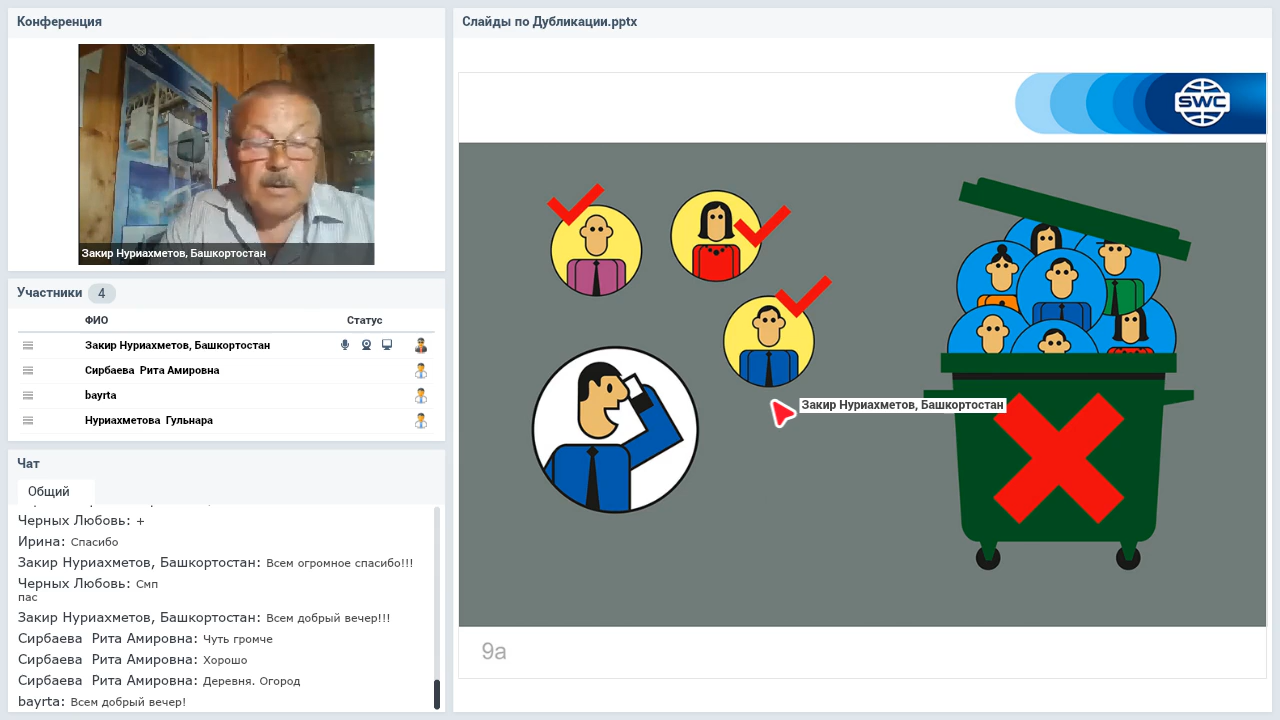 Конференция
Закир Нуриахметов, Башкортостан
Участники 4
ФИО Статус
Закир Нуриахметов, Башкортостан
Сирбаева Рита Амировна
bayrta
Нуриахметова Гульнара
Чат
Общий
Черных Любовь: +
Ирина: Спасибо
Закир Нуриахметов, Башкортостан: Всем огромное спасибо!!!
Черных Любовь: Смп
пас
Закир Нуриахметов, Башкортостан: Всем добрый вечер!!!
Сирбаева Рита Амировна: Чуть громче
Сирбаева Рита Амировна: Хорошо
Сирбаева Рита Амировна: Деревня. Огород
bayrta: Всем добрый вечер!
Слайды по Дубликации.pptx
SWC
Закир Нуриахметов, Башкортостан
9а